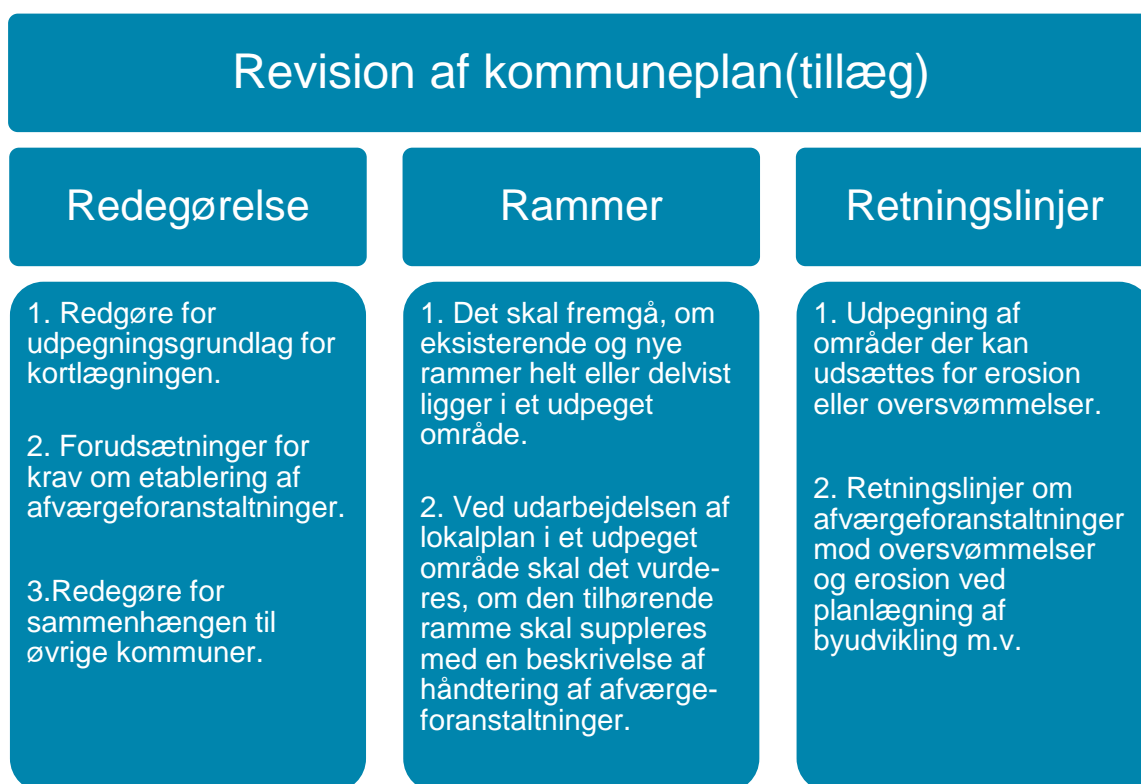 Revision af kommuneplan(tillæg)
Redegørelse
1. Redgøre for
udpegningsgrundlag for
kortlægningen.
2. Forudsætninger for
krav om etablering af
afværgeforanstaltninger.
3.Redegøre for
sammenhængen til
øvrige kommuner.
Rammer
1. Det skal fremgå, om
eksisterende og nye
rammer helt eller delvist
ligger i et udpeget
område.
2. Ved udarbejdelsen af
lokalplan i et udpeget
område skal det vurde-
res, om den tilhørende
ramme skal suppleres
med en beskrivelse af
håndtering af afværge-
foranstaltninger.
Retningslinjer
1. Udpegning af
områder der kan
udsættes for erosion
eller oversvømmelser.
2. Retningslinjer om
afværgeforanstaltninger
mod oversvømmelser
og erosion ved
planlægning af
byudvikling m.v.